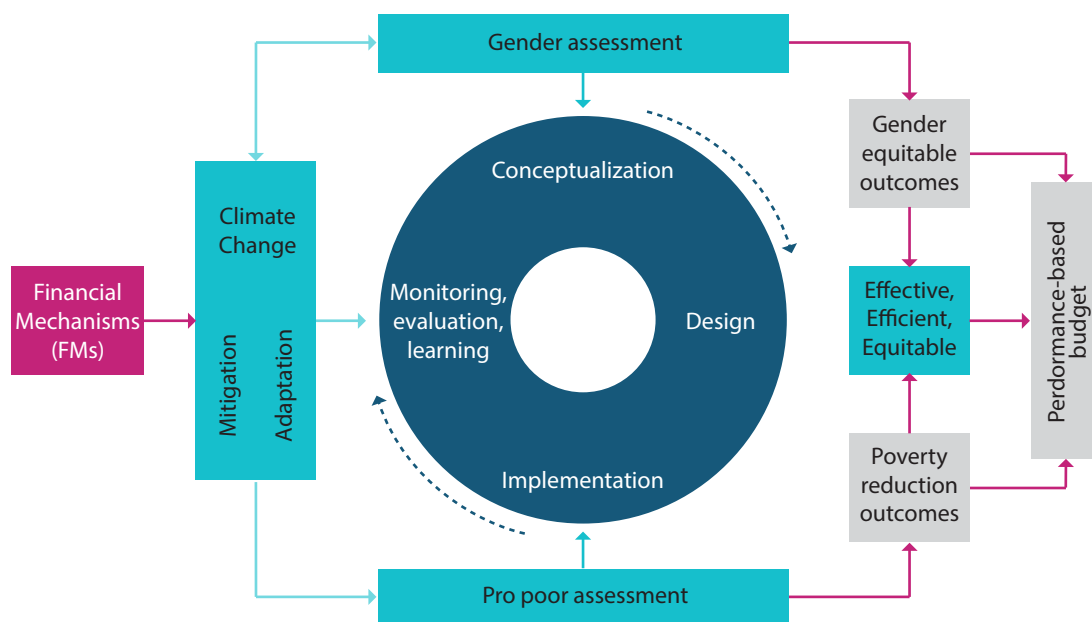 Gender assessment
Gender
equitable
outcomes
Conceptualization
Climate
Change
Financial
Mechanisms
(FMs)
Mitigation
Adaptation
Monitoring,
evaluation,
learning
Design
Effective,
Efficient,
Equitable
Perdormance-based
budget
Implementation
Poverty
reduction
outcomes
Pro poor assessment